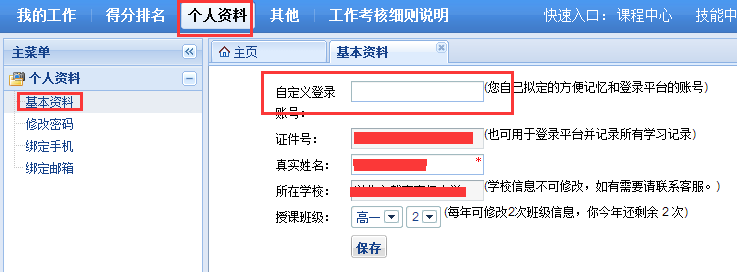 我的工作 得分排名 个人资料 其他 工作考核细则说明 快速入口: 课程中心 技能中
主菜单
主页 基本资料
个人资料
基本资料
修改密码
绑定手机
绑定邮箱
自定义登录账号: (您自己拟定的方便记忆和登录平台的账号)
证件号: (也可用于登录平台并记录所有学习记录)
真实姓名: *
所在学校: (学校信息不可修改，如有需要请联系客服。)
授课班级: 高一 2 (每年可修改2次班级信息，你今年还剩余 2 次)
保存